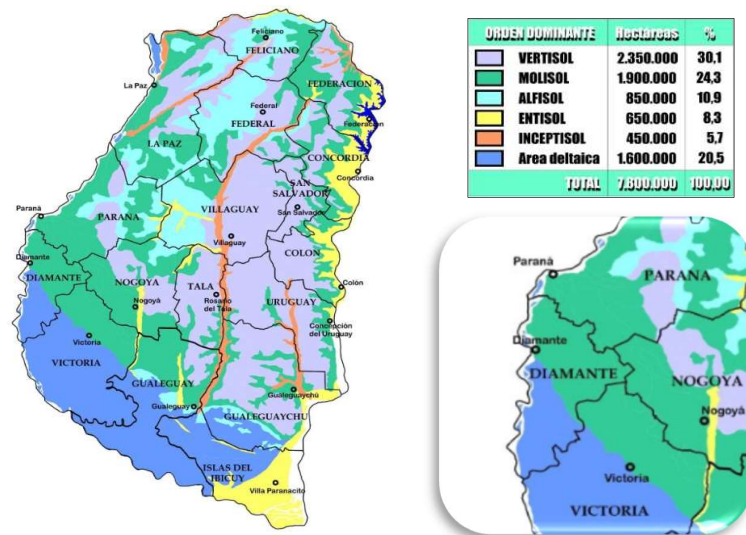 Feliciano
FELICIANO
FEDERACION
La Paz
Federal
FEDERAL
Federación
LA PAZ
CONCORDIA
Concordia
SAN
SALVADOR
San Salvador
Paraná
PARANA
VILLAGUAY
Villaguay
COLON
Diamante
DIAMANTE
NOGOYA
TALA
Colón
Nogoyá
Rosario
del Tala
URUGUAY
Concepción
del Uruguay
Victoria
VICTORIA
GUALEGUAY
Gualeguaychú
Gualeguay
GUALEGUAYCHU
ISLAS DEL
IBICUY
Villa Paranacito
ORDEN DOMINANTE Hectáreas %
VERTISOL 2.350.000 30,1
MOLISOL 1.900.000 24,3
ALFISOL 850.000 10,9
ENTISOL 650.000 8,3
INCEPTISOL 450.000 5,7
Area deltaica 1.600.000 20,5
TOTAL 7.800.000 100,00
Paraná
PARANA
Diamante
DIAMANTE
NOGOYA
Nogoyá
Victoria
VICTORIA